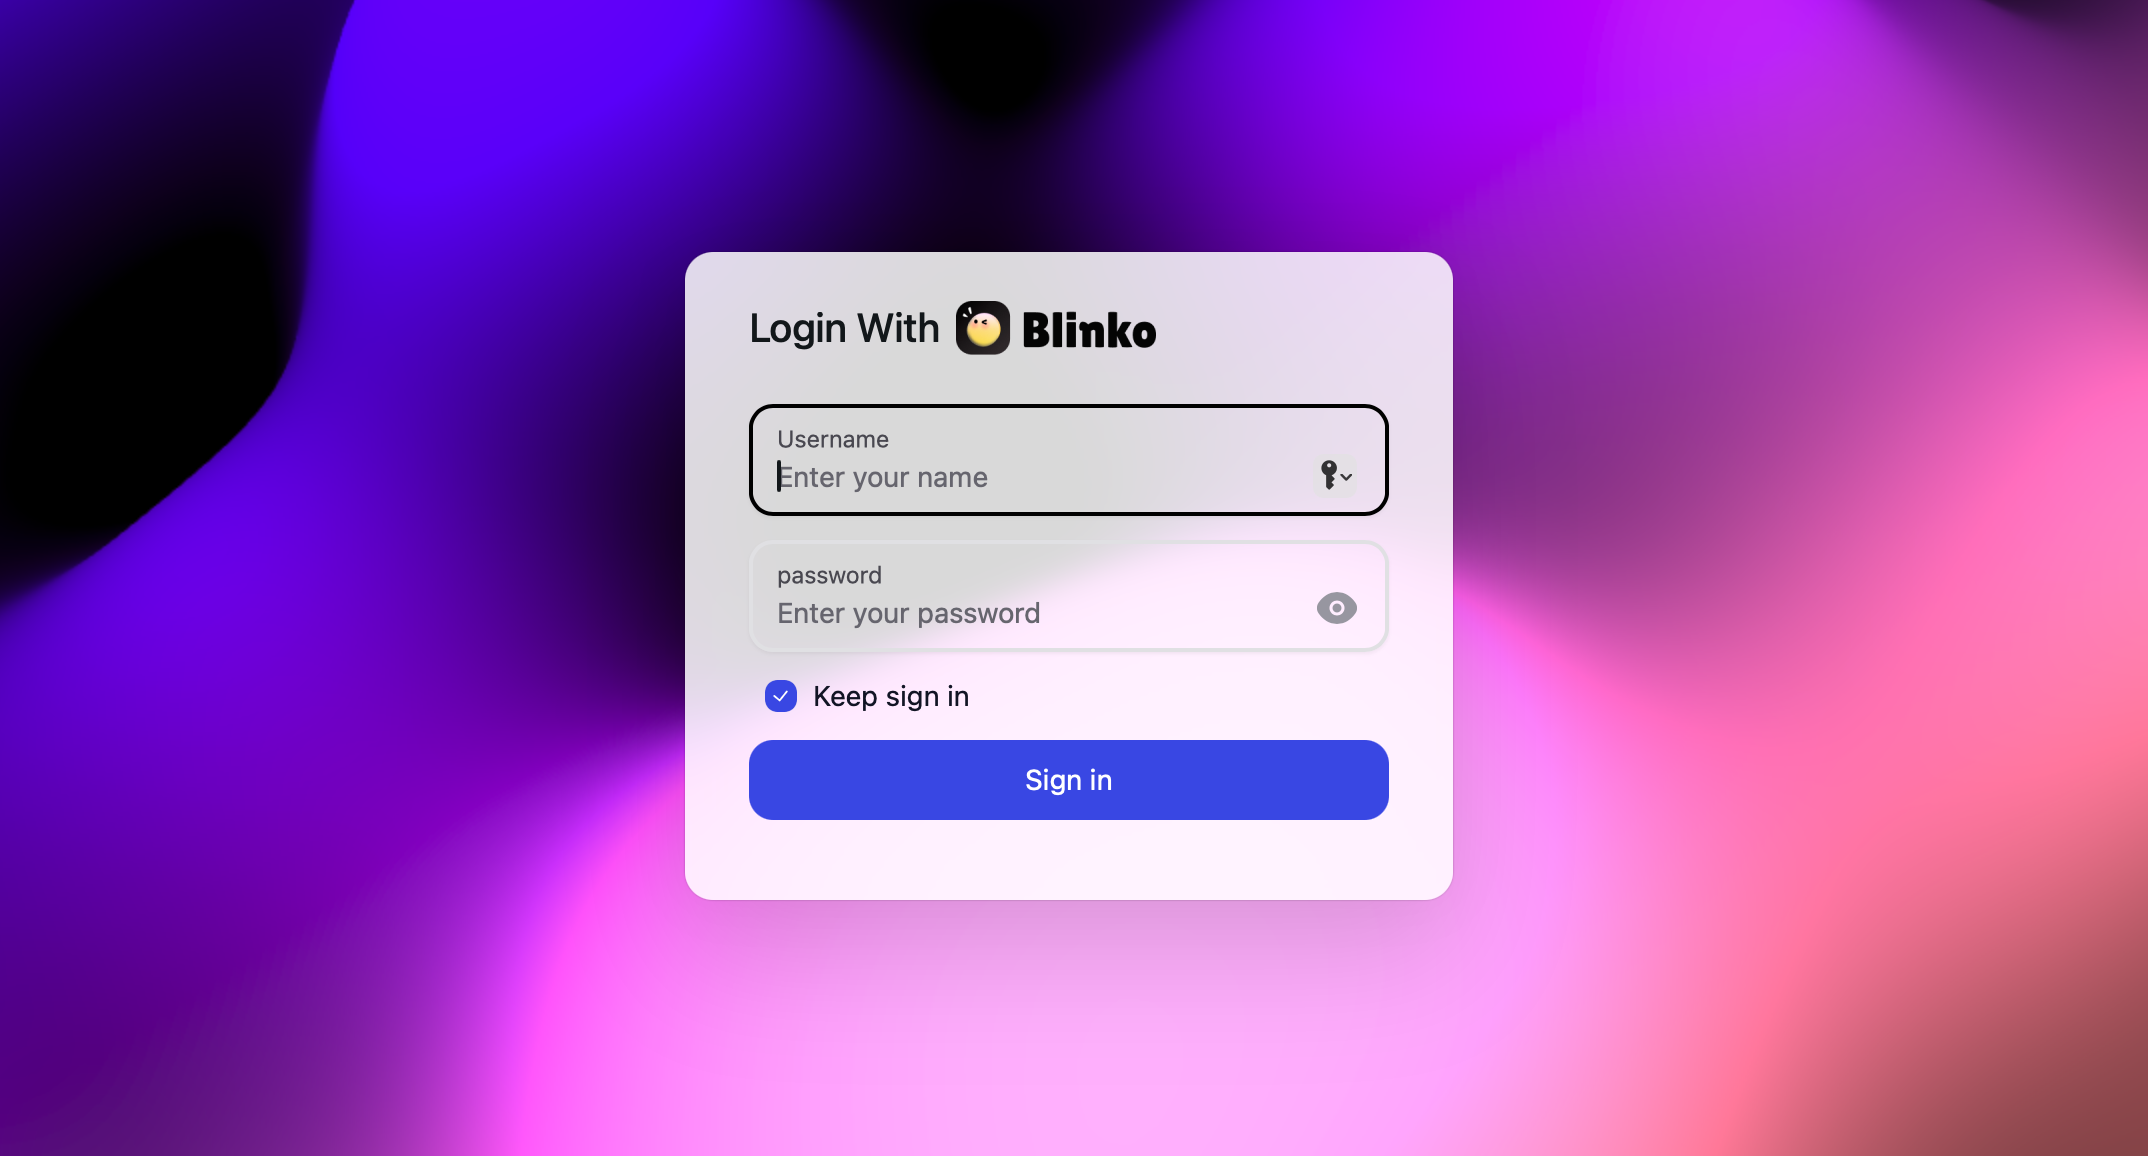 Login With Blinko
Username
Enter your name
password
Enter your password
Keep sign in
Sign in